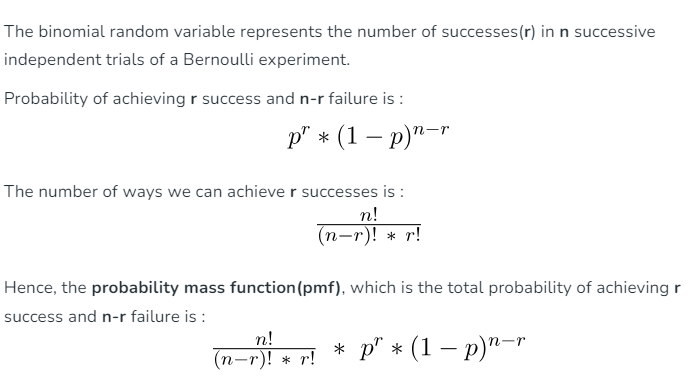 The binomial random variable represents the number of successes(r) in n successive
independent trials of a Bernoulli experiment.
Probability of achieving r success and n-r failure is :
p^r * (1 − p)^{n−r}
The number of ways we can achieve r successes is :
n! / ((n−r)! * r!)
Hence, the probability mass function(pmf), which is the total probability of achieving r
success and n-r failure is :
n! / ((n−r)! * r!) * p^r * (1 − p)^{n−r}